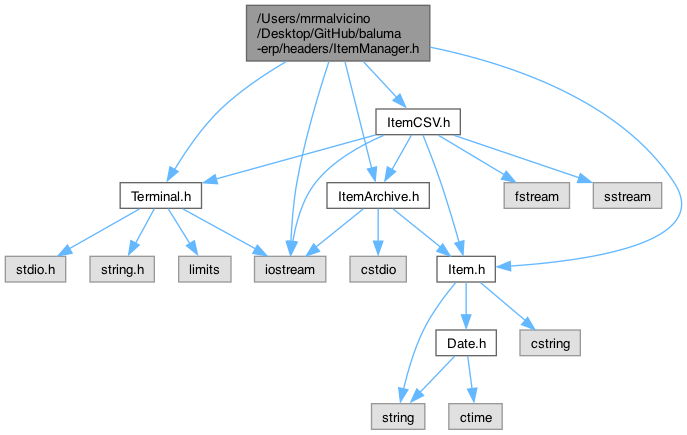 /Users/mrmalvicino
/Desktop/GitHub/baluma
-erp/headers/ItemManager.h
ItemCSV.h
Terminal.h
ItemArchive.h
fstream
sstream
stdio.h
string.h
limits
iostream
cstdio
Item.h
Date.h
cstring
string
ctime